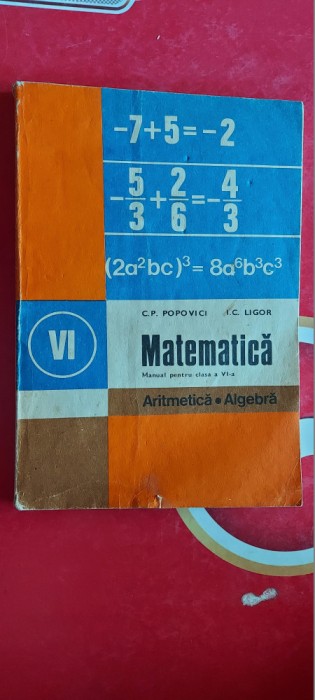 -7+5=-2
-5/3+2/6=-4/3
(2a²bc)³=8a⁶b³c³
C.P. POPOVICI I.C. LIGOR
VI
Matematică
Manual pentru clasa a VI-a
Aritmetică • Algebră